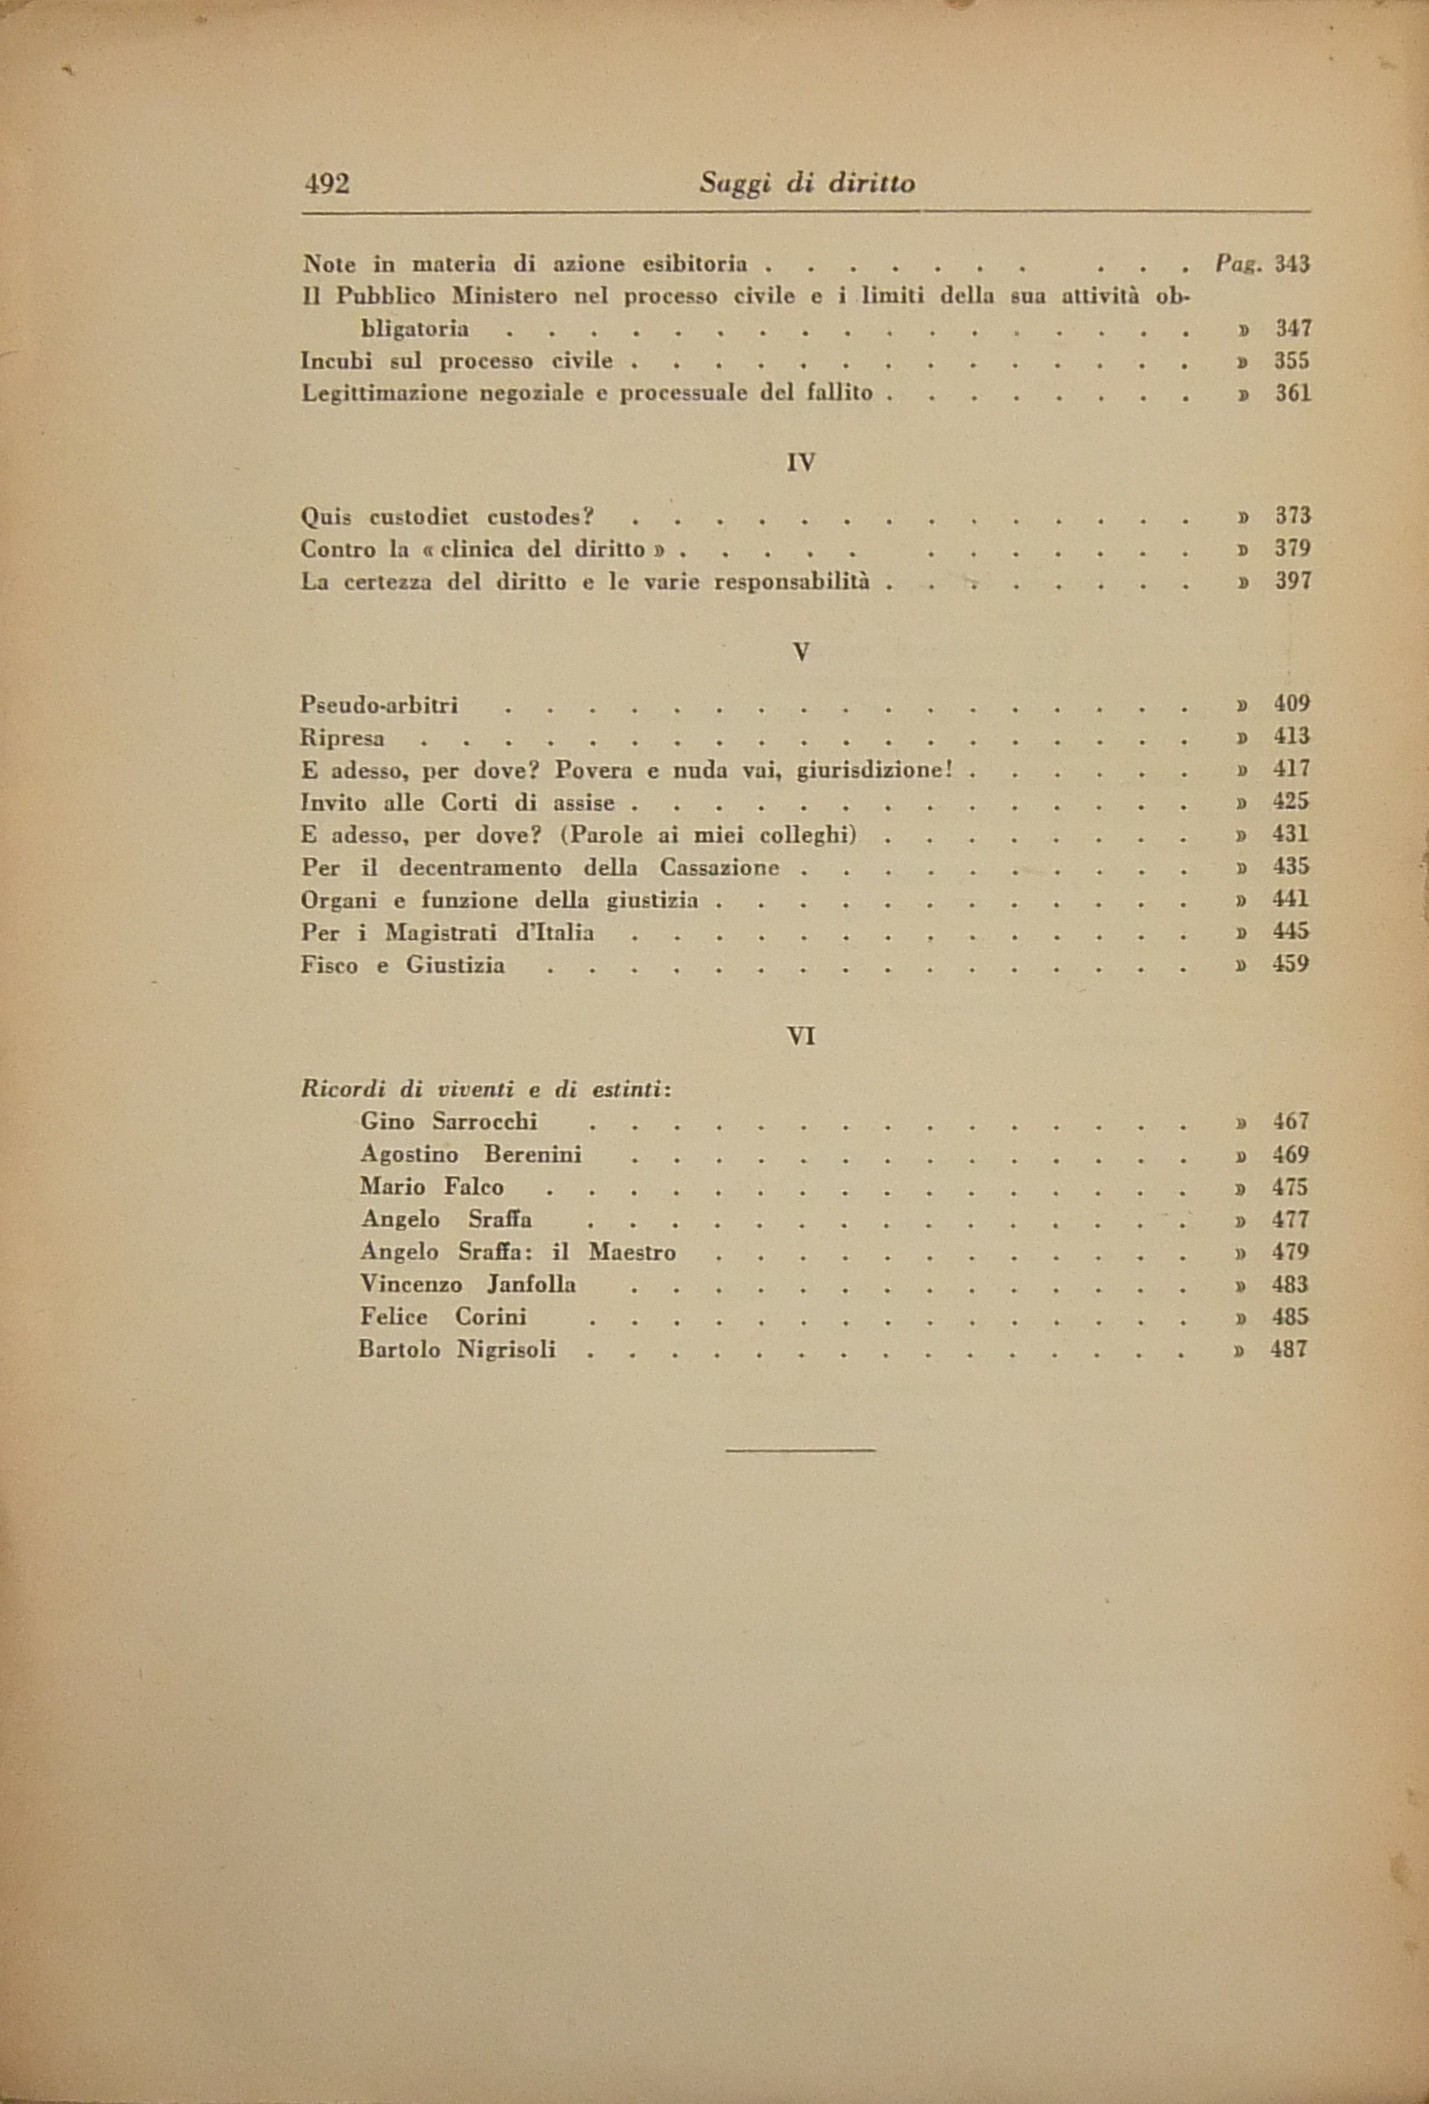 492 Saggi di diritto
Note in materia di azione esibitoria . . . . . . . . . . Pag. 343
Il Pubblico Ministero nel processo civile e i limiti della sua attività ob-
bligatoria . . . . . . . . . . . . . . . . . » 347
Incubi sul processo civile . . . . . . . . . . . . . . » 355
Legittimazione negoziale e processuale del fallito . . . . . . . . » 361
IV
Quis custodiet custodes? . . . . . . . . . . . . . . » 373
Contro la « clinica del diritto » . . . . . . . . . . . . » 379
La certezza del diritto e le varie responsabilità . . . . . . . . » 397
V
Pseudo-arbitri . . . . . . . . . . . . . . . . . » 409
Ripresa . . . . . . . . . . . . . . . . . . . » 413
E adesso, per dove? Povera e nuda vai, giurisdizione! . . . . . . » 417
Invito alle Corti di assise . . . . . . . . . . . . . . » 425
E adesso, per dove? (Parole ai miei colleghi) . . . . . . . . » 431
Per il decentramento della Cassazione . . . . . . . . . . » 435
Organi e funzione della giustizia . . . . . . . . . . . . » 441
Per i Magistrati d'Italia . . . . . . . . . . . . . . » 445
Fisco e Giustizia . . . . . . . . . . . . . . . . » 459
VI
Ricordi di viventi e di estinti:
Gino Sarrocchi . . . . . . . . . . . . . . . » 467
Agostino Berenini . . . . . . . . . . . . . . » 469
Mario Falco . . . . . . . . . . . . . . . . » 475
Angelo Sraffa . . . . . . . . . . . . . . . » 477
Angelo Sraffa: il Maestro . . . . . . . . . . . . » 479
Vincenzo Janfolla . . . . . . . . . . . . . . » 483
Felice Corini . . . . . . . . . . . . . . . » 485
Bartolo Nigrisoli . . . . . . . . . . . . . . . » 487